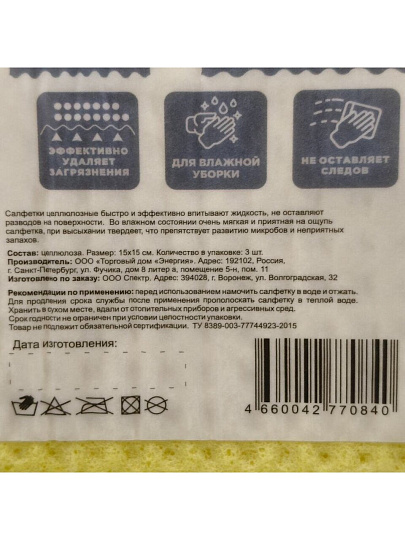 ЭФФЕКТИВНО
УДАЛЯЕТ
ЗАГРЯЗНЕНИЯ
ДЛЯ ВЛАЖНОЙ
УБОРКИ
НЕ ОСТАВЛЯЕТ
СЛЕДОВ
Салфетки целлюлозные быстро и эффективно впитывают жидкость, не оставляют
разводов на поверхности. Во влажном состоянии очень мягкая и приятная на ощупь
салфетка, при высыхании твердеет, что препятствует развитию микробов и неприятных
запахов.
Состав: целлюлоза. Размер: 15x15 см. Количество в упаковке: 3 шт.
Производитель: ООО «Торговый дом «Энергия». Адрес: 192102, Россия,
г. Санкт-Петербург, ул. Фучика, дом 8 литер а, помещение 5-н, пом. 11
Изготовлено по заказу: ООО Спектр. Адрес: 394028, г. Воронеж, ул. Волгоградская, 32
Рекомендации по применению: перед использованием намочить салфетку в воде и отжать.
Для продления срока службы после применения прополоскать салфетку в теплой воде.
Хранить в сухом месте, вдали от отопительных приборов и агрессивных сред.
Срок годности не ограничен при условии целостности упаковки.
Товар не подлежит обязательной сертификации. ТУ 8389-003-77744923-2015
Дата изготовления:
4 660042 770840